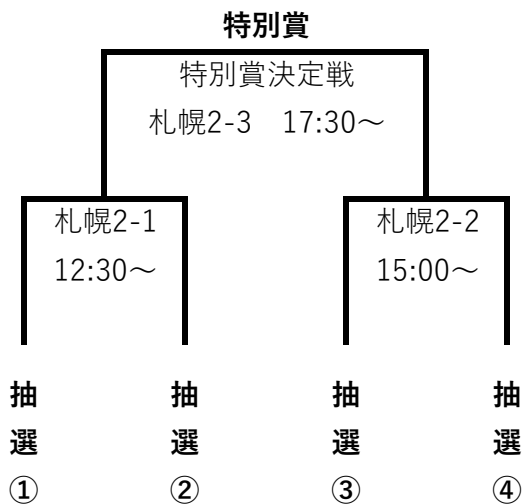 特別賞
特別賞決定戦
札幌2-3　17:30～
札幌2-1
12:30～
札幌2-2
15:00～
抽選①
抽選②
抽選③
抽選④